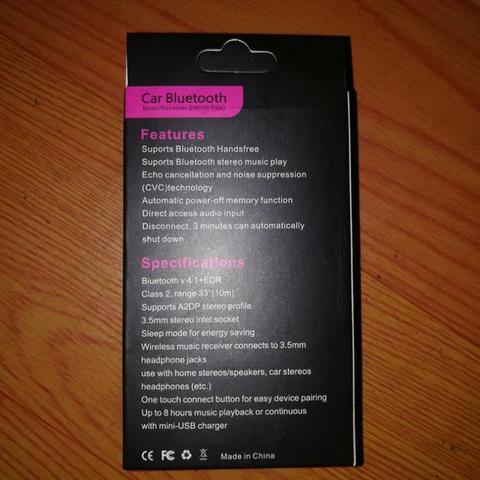 Car Bluetooth
MusicReceiver (hands-free)
Features
Suports Bluetooth Handsfree
Suports Bluetooth stereo music play
Echo cancellation and noise suppression
(CVC)technology
Automatic power-off memory function
Direct access audio input
Disconnect, 3 minutes can automatically
shut down
Specifications
Bluetooth v 4.1+EDR
Class 2, range 33' (10m)
Supports A2DP stereo profile
3.5mm stereo inlet socket
Sleep mode for energy saving
Wireless music receiver connects to 3.5mm
headphone jacks
use with home stereos/speakers, car stereos
headphones (etc.)
One touch connect button for easy device pairing
Up to 8 hours music playback or continuous
with mini-USB charger
CE FC Made in China